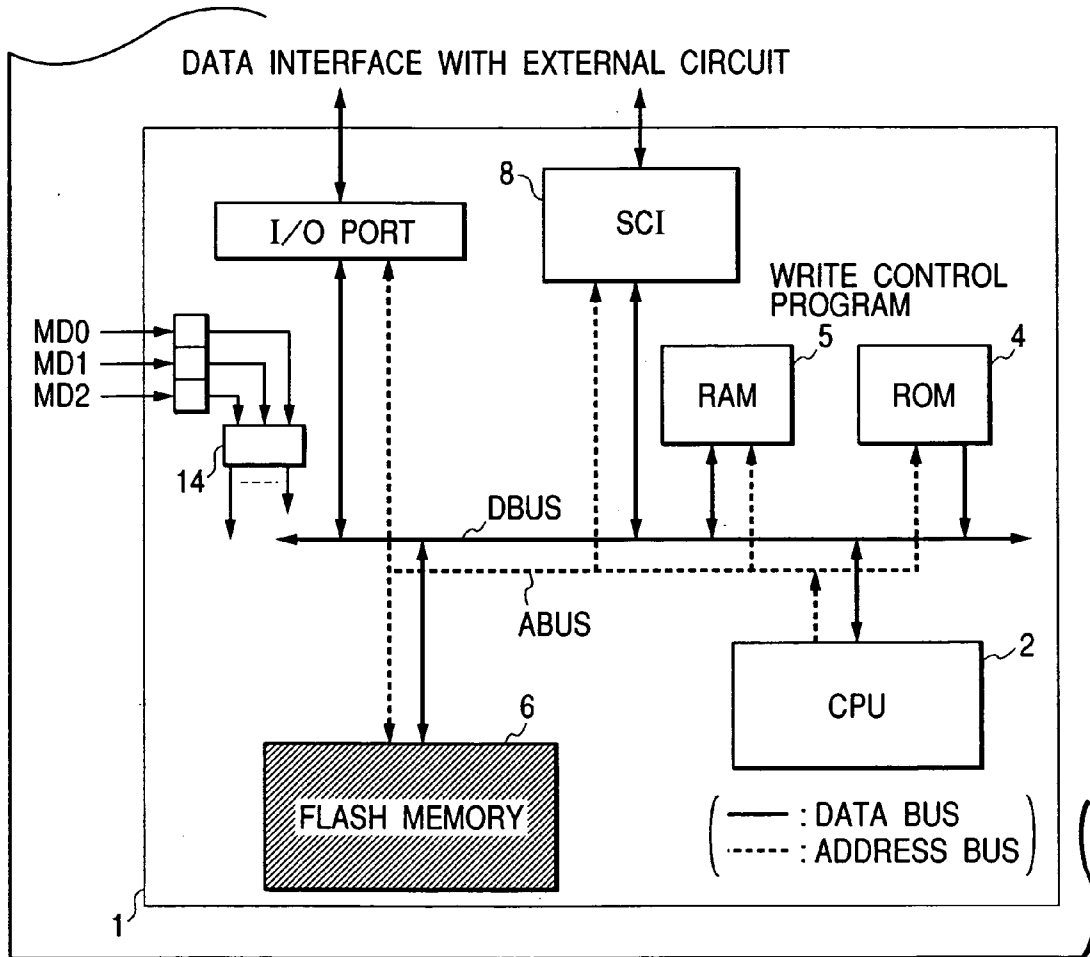 DATA INTERFACE WITH EXTERNAL CIRCUIT
8
I/O PORT
SCI
WRITE CONTROL
PROGRAM
MD0
MD1
MD2
5
4
RAM
ROM
14
DBUS
ABUS
2
CPU
6
FLASH MEMORY
: DATA BUS
: ADDRESS BUS
1